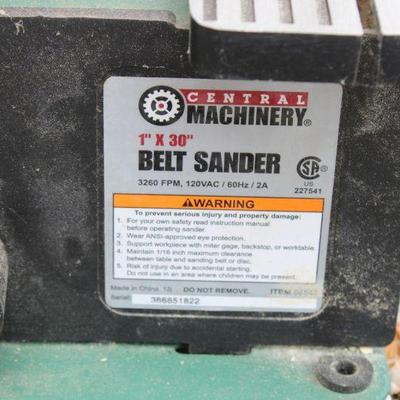 CENTRAL
MACHINERY®
1" X 30"
BELT SANDER
3260 FPM, 120VAC / 60Hz / 2A
SA
US
227541
WARNING
To prevent serious injury and property damage:
1. For your own safety read instruction manual
before operating sander.
2. Wear ANSI-approved eye protection.
3. Support workpiece with miter gage, backstop, or worktable.
4. Maintain 1/16 inch maximum clearance
between table and sanding belt or disc.
5. Risk of injury due to accidental starting.
Do not use in an area where children may be present.
Made in China. DO NOT REMOVE. ITEM
Serial: 366851822